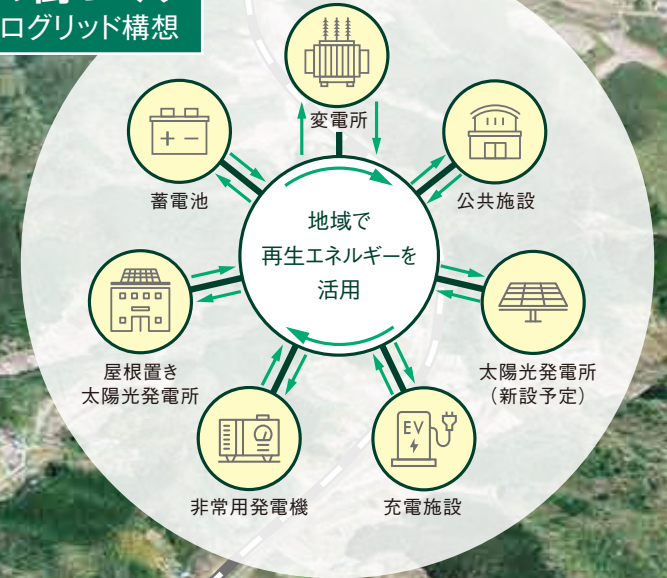 ログリッド構想
変電所
蓄電池
公共施設
地域で
再生エネルギーを
活用
屋根置き
太陽光発電所
太陽光発電所
（新設予定）
EV
非常用発電機
充電施設